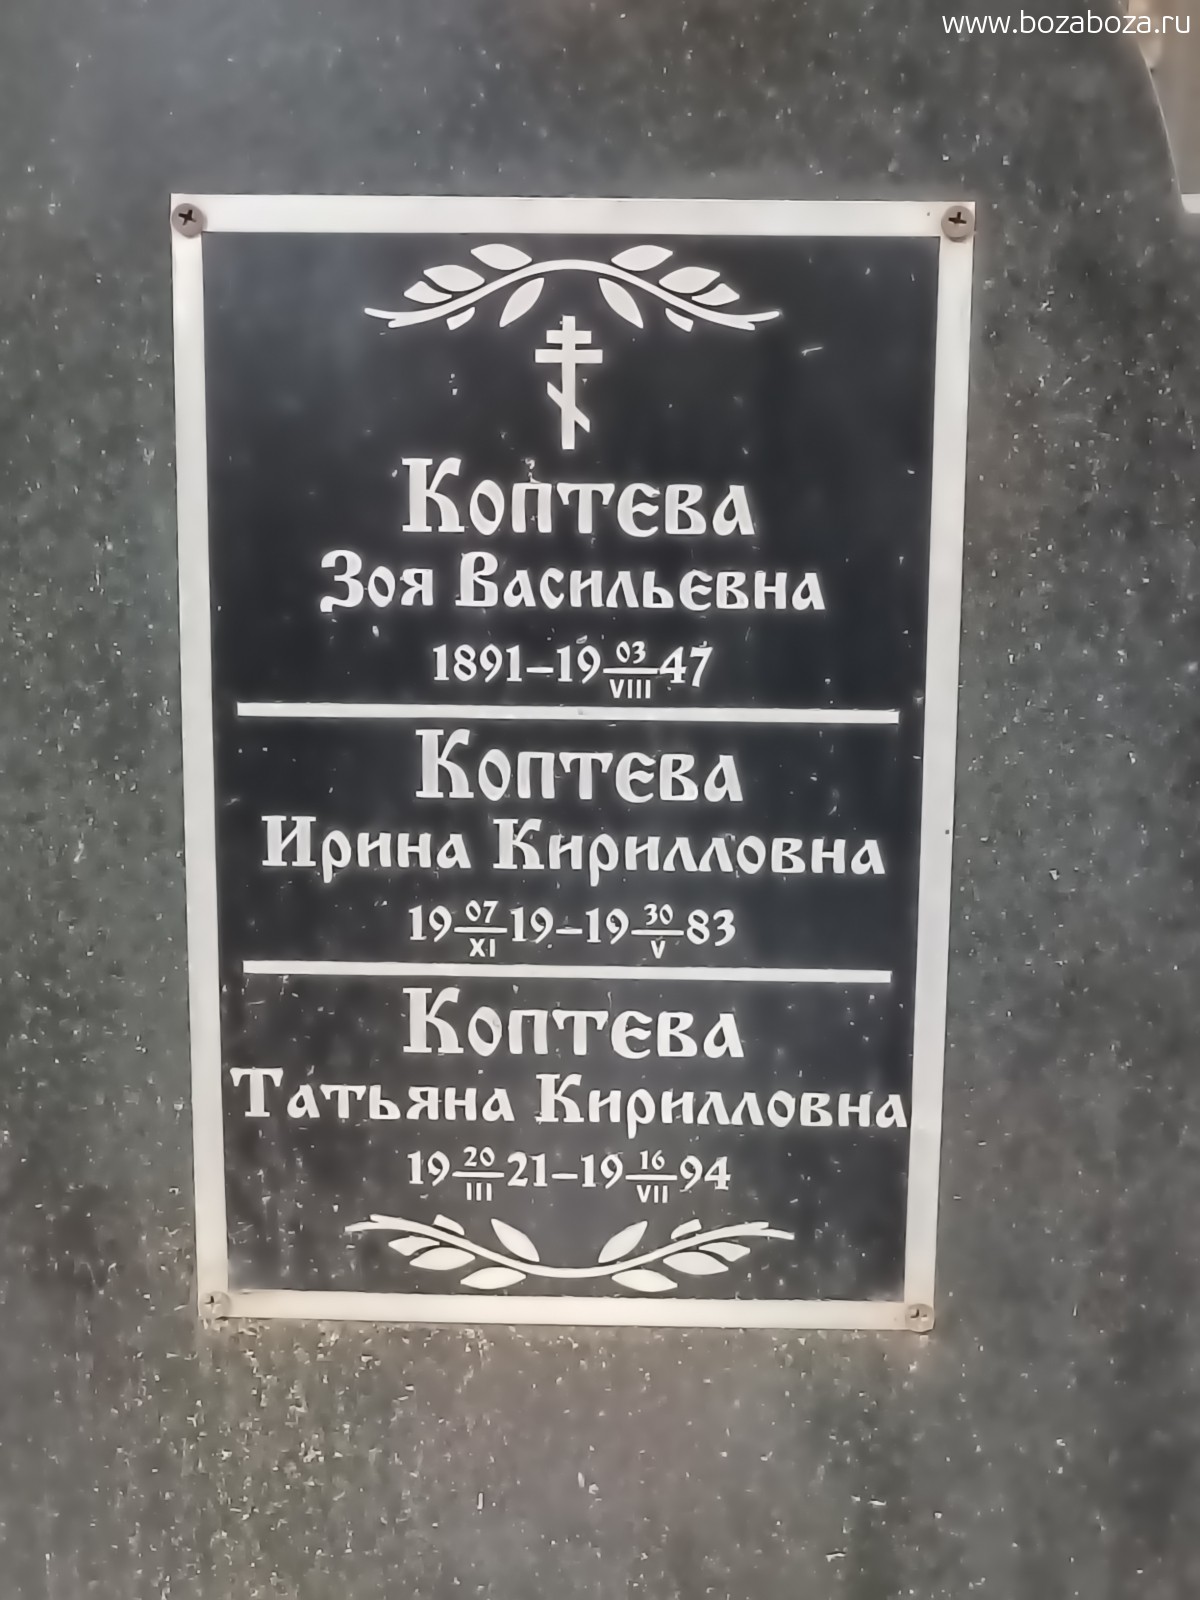 www.bozaboza.ru
Коптева
Зоя Васильевна
1891–19 03/VIII 47
Коптева
Ирина Кирилловна
19 07/XI 19–19 30/V 83
Коптева
Татьяна Кирилловна
19 20/III 21–19 16/VII 94